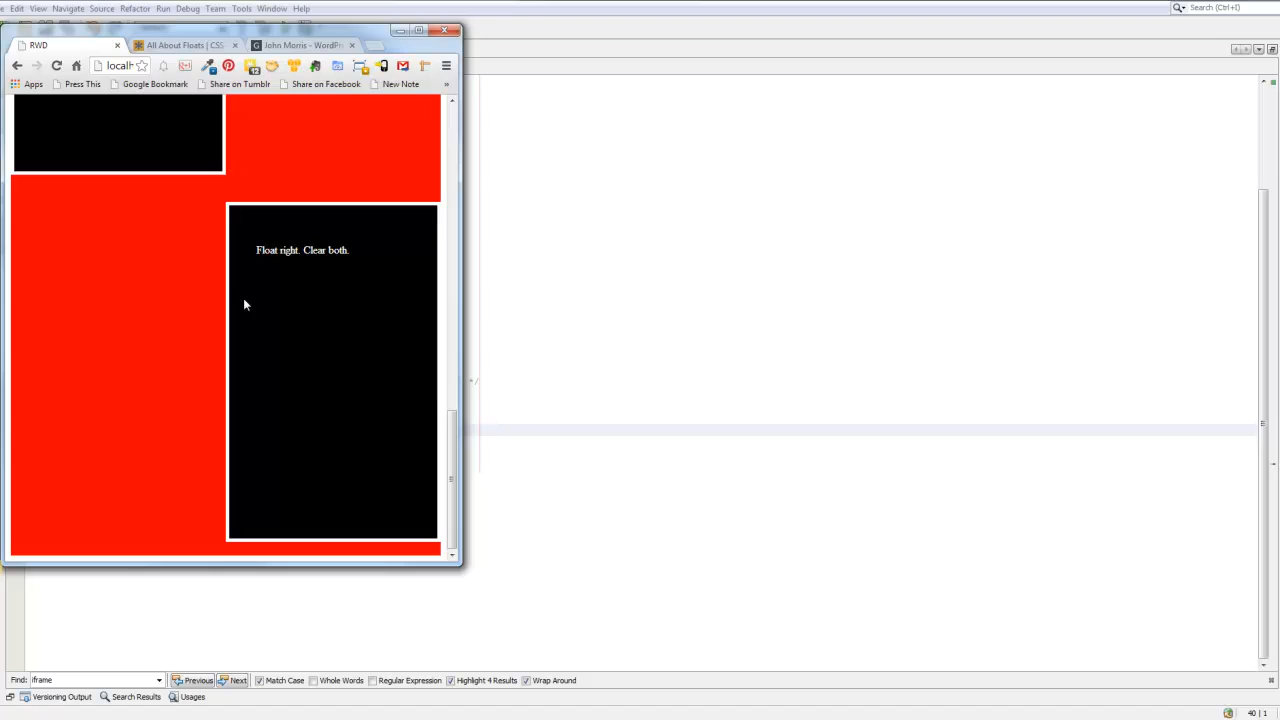 Edit View Navigate Source Refactor Run Debug Team Tools Window Help
Search (Ctrl+I)
RWD
All About Floats | CSS
John Morris - WordPr
localh
Apps Press This Google Bookmark Share on Tumblr Share on Facebook New Note »
12
Float right. Clear both.
*/
Find: iframe Previous Next Match Case Whole Words Regular Expression Highlight 4 Results Wrap Around
Versioning Output Search Results Usages
40 | 1